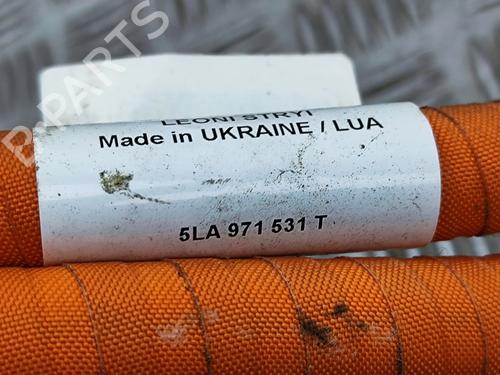 B-PARTS
LEONI STRYI
Made in UKRAINE / LUA
5LA 971 531 T